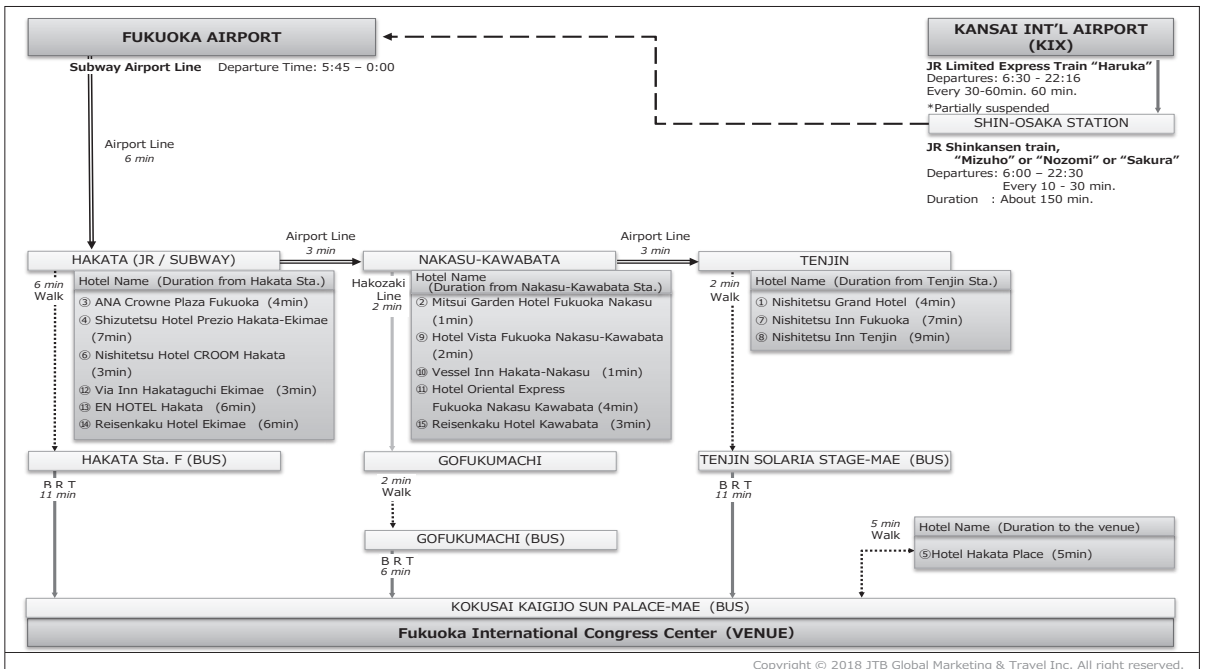 FUKUOKA AIRPORT
Subway Airport Line Departure Time: 5:45 – 0:00
KANSAI INT'L AIRPORT
(KIX)
JR Limited Express Train "Haruka"
Departures: 6:30 - 22:16
Every 30-60min. 60 min.
*Partially suspended
SHIN-OSAKA STATION
JR Shinkansen train,
"Mizuho" or "Nozomi" or "Sakura"
Departures: 6:00 – 22:30
Every 10 - 30 min.
Duration : About 150 min.
Airport Line
6 min
HAKATA (JR / SUBWAY)
Airport Line
3 min
NAKASU-KAWABATA
Airport Line
3 min
TENJIN
6 min
Walk
Hotel Name (Duration from Hakata Sta.)
③ ANA Crowne Plaza Fukuoka (4min)
④ Shizutetsu Hotel Prezio Hakata-Ekimae
(7min)
⑥ Nishitetsu Hotel CROOM Hakata
(3min)
⑫ Via Inn Hakataguchi Ekimae (3min)
⑬ EN HOTEL Hakata (6min)
⑭ Reisenkaku Hotel Ekimae (6min)
Hakozaki
Line
2 min
Hotel Name
(Duration from Nakasu-Kawabata Sta.)
② Mitsui Garden Hotel Fukuoka Nakasu
(1min)
⑨ Hotel Vista Fukuoka Nakasu-Kawabata
(2min)
⑩ Vessel Inn Hakata-Nakasu (1min)
⑪ Hotel Oriental Express
Fukuoka Nakasu Kawabata (4min)
⑮ Reisenkaku Hotel Kawabata (3min)
2 min
Walk
Hotel Name (Duration from Tenjin Sta.)
① Nishitetsu Grand Hotel (4min)
⑦ Nishitetsu Inn Fukuoka (7min)
⑧ Nishitetsu Inn Tenjin (9min)
HAKATA Sta. F (BUS)
GOFUKUMACHI
TENJIN SOLARIA STAGE-MAE (BUS)
B R T
11 min
2 min
Walk
GOFUKUMACHI (BUS)
B R T
6 min
B R T
11 min
5 min
Walk
Hotel Name (Duration to the venue)
⑤Hotel Hakata Place (5min)
KOKUSAI KAIGIJO SUN PALACE-MAE (BUS)
Fukuoka International Congress Center (VENUE)
Copyright © 2018 JTB Global Marketing & Travel Inc. All right reserved.